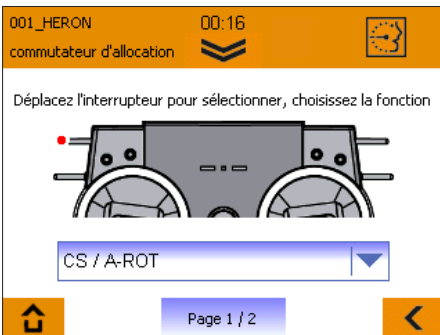 001_HERON
00:16
commutateur d'allocation
Déplacez l'interrupteur pour sélectionner, choisissez la fonction
CS / A-ROT
Page 1 / 2